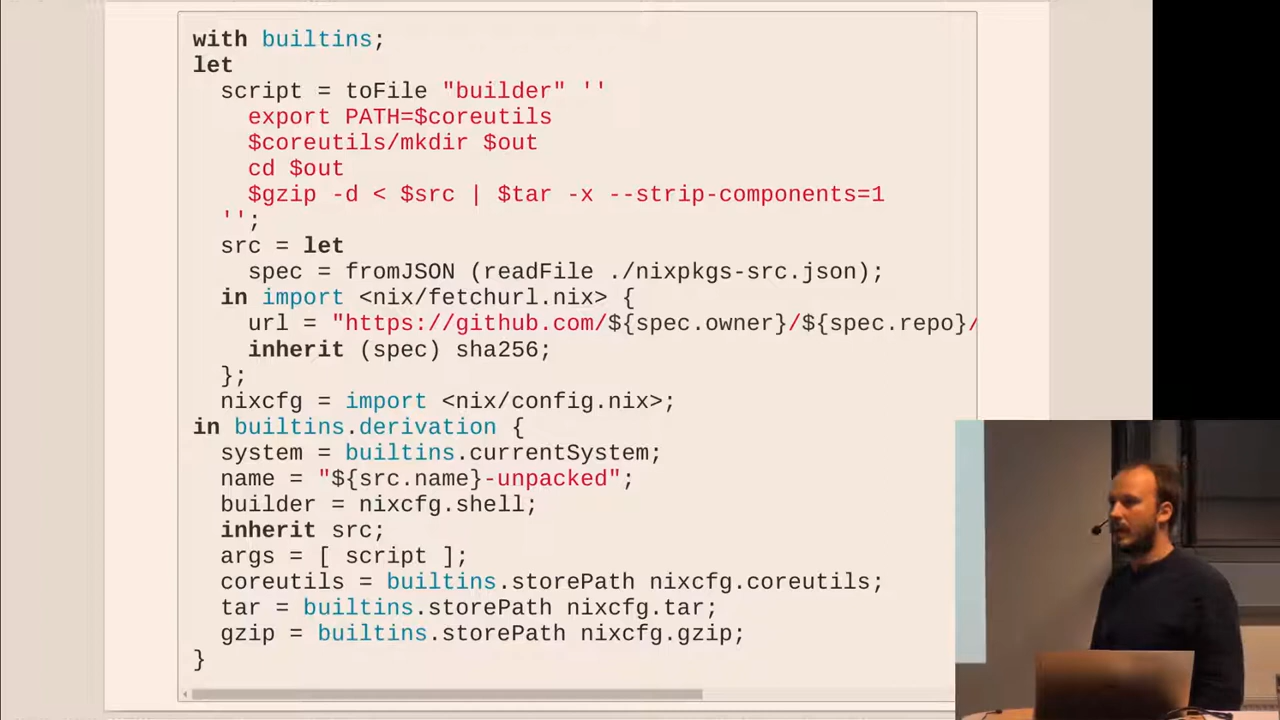 with builtins;
let
  script = toFile "builder" ''
    export PATH=$coreutils
    $coreutils/mkdir $out
    cd $out
    $gzip -d < $src | $tar -x --strip-components=1
  '';
  src = let
    spec = fromJSON (readFile ./nixpkgs-src.json);
  in import <nix/fetchurl.nix> {
    url = "https://github.com/${spec.owner}/${spec.repo}/
    inherit (spec) sha256;
  };
  nixcfg = import <nix/config.nix>;
in builtins.derivation {
  system = builtins.currentSystem;
  name = "${src.name}-unpacked";
  builder = nixcfg.shell;
  inherit src;
  args = [ script ];
  coreutils = builtins.storePath nixcfg.coreutils;
  tar = builtins.storePath nixcfg.tar;
  gzip = builtins.storePath nixcfg.gzip;
}